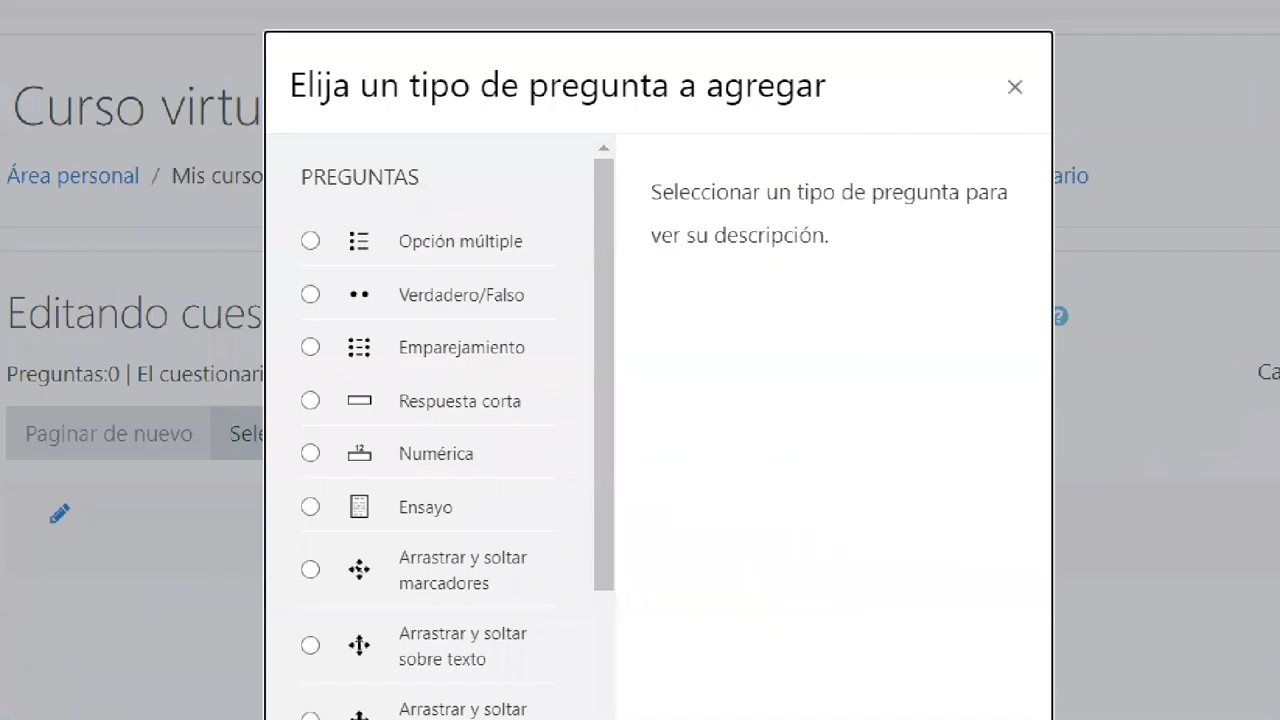 Elija un tipo de pregunta a agregar
Curso virtu
Área personal / Mis curso
ario
PREGUNTAS
Seleccionar un tipo de pregunta para
ver su descripción.
Opción múltiple
Verdadero/Falso
Editando cues
Emparejamiento
Preguntas:0 | El cuestionari
Ca
Respuesta corta
Paginar de nuevo
Sele
Numérica
Ensayo
Arrastrar y soltar
marcadores
Arrastrar y soltar
sobre texto
Arrastrar y soltar